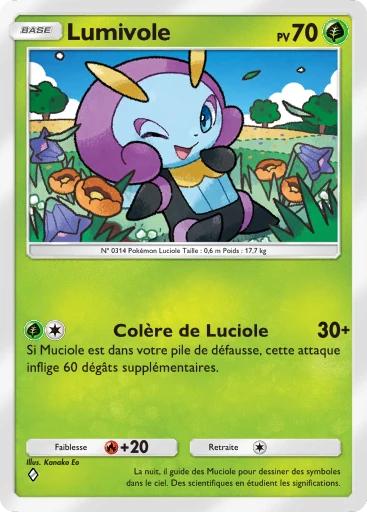 BASE Lumivole PV 70
N° 0314 Pokémon Luciole Taille : 0,6 m Poids : 17,7 kg
Colère de Luciole 30+
Si Muciole est dans votre pile de défausse, cette attaque
inflige 60 dégâts supplémentaires.
Faiblesse +20 Retraite
Illus. Kanako Eo
La nuit, il guide des Muciole pour dessiner des symboles
dans le ciel. Des scientifiques en étudient les significations.